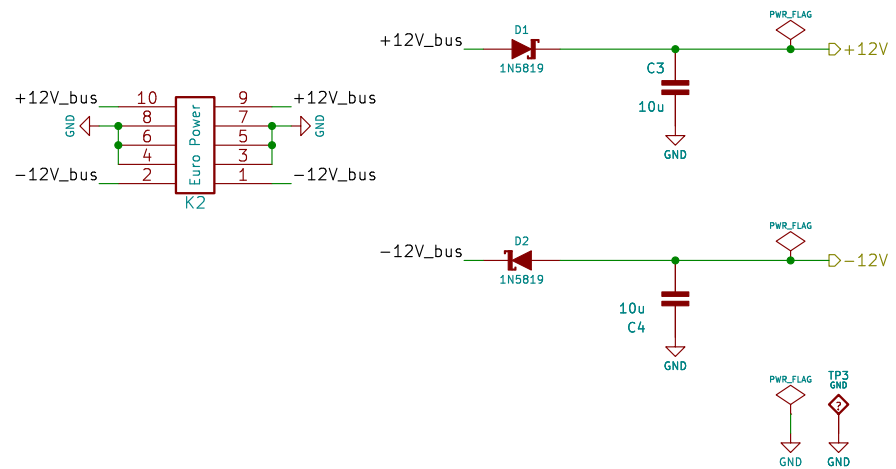 PWR_FLAG
+12V_bus
D1
1N5819
+12V
C3
10u
GND
+12V_bus
10
9
+12V_bus
GND
8
7
GND
6
5
4
3
-12V_bus
2
1
-12V_bus
Euro Power
K2
PWR_FLAG
-12V_bus
D2
1N5819
-12V
10u
C4
GND
PWR_FLAG
TP3
GND
?
GND
GND